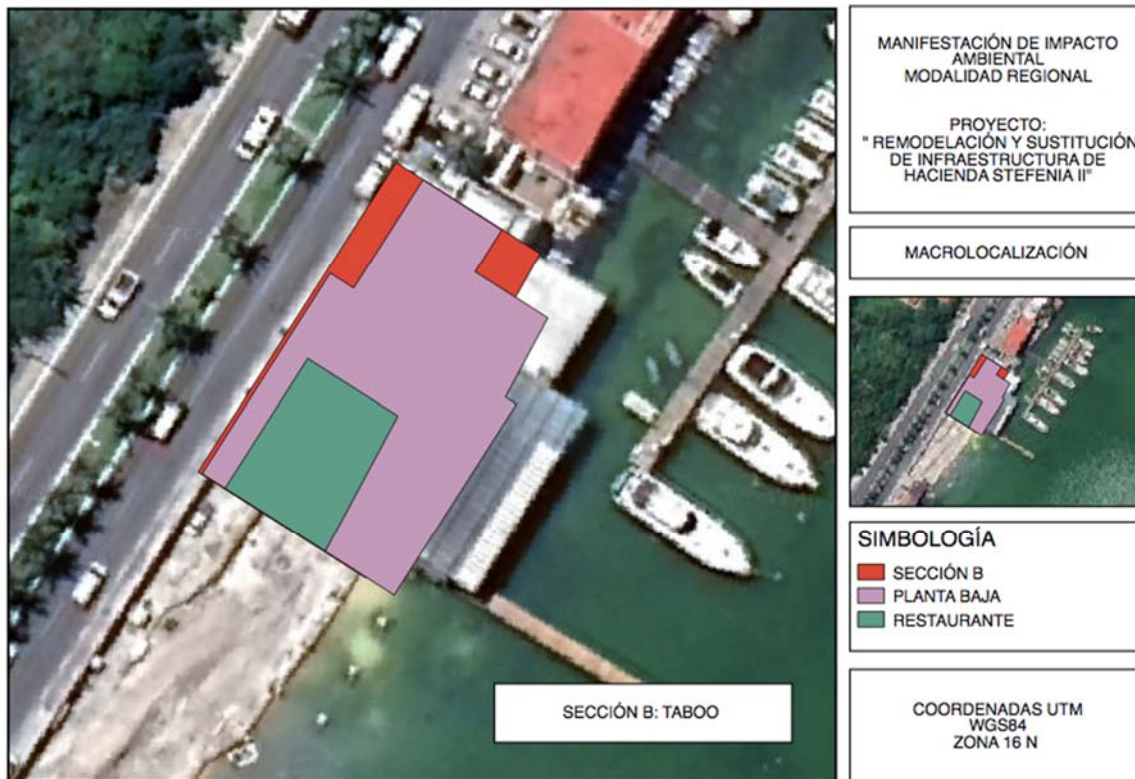 MANIFESTACIÓN DE IMPACTO
AMBIENTAL
MODALIDAD REGIONAL
PROYECTO:
" REMODELACIÓN Y SUSTITUCIÓN
DE INFRAESTRUCTURA DE
HACIENDA STEFENIA II"
MACROLOCALIZACIÓN
SIMBOLOGÍA
SECCIÓN B
PLANTA BAJA
RESTAURANTE
SECCIÓN B: TABOO
COORDENADAS UTM
WGS84
ZONA 16 N